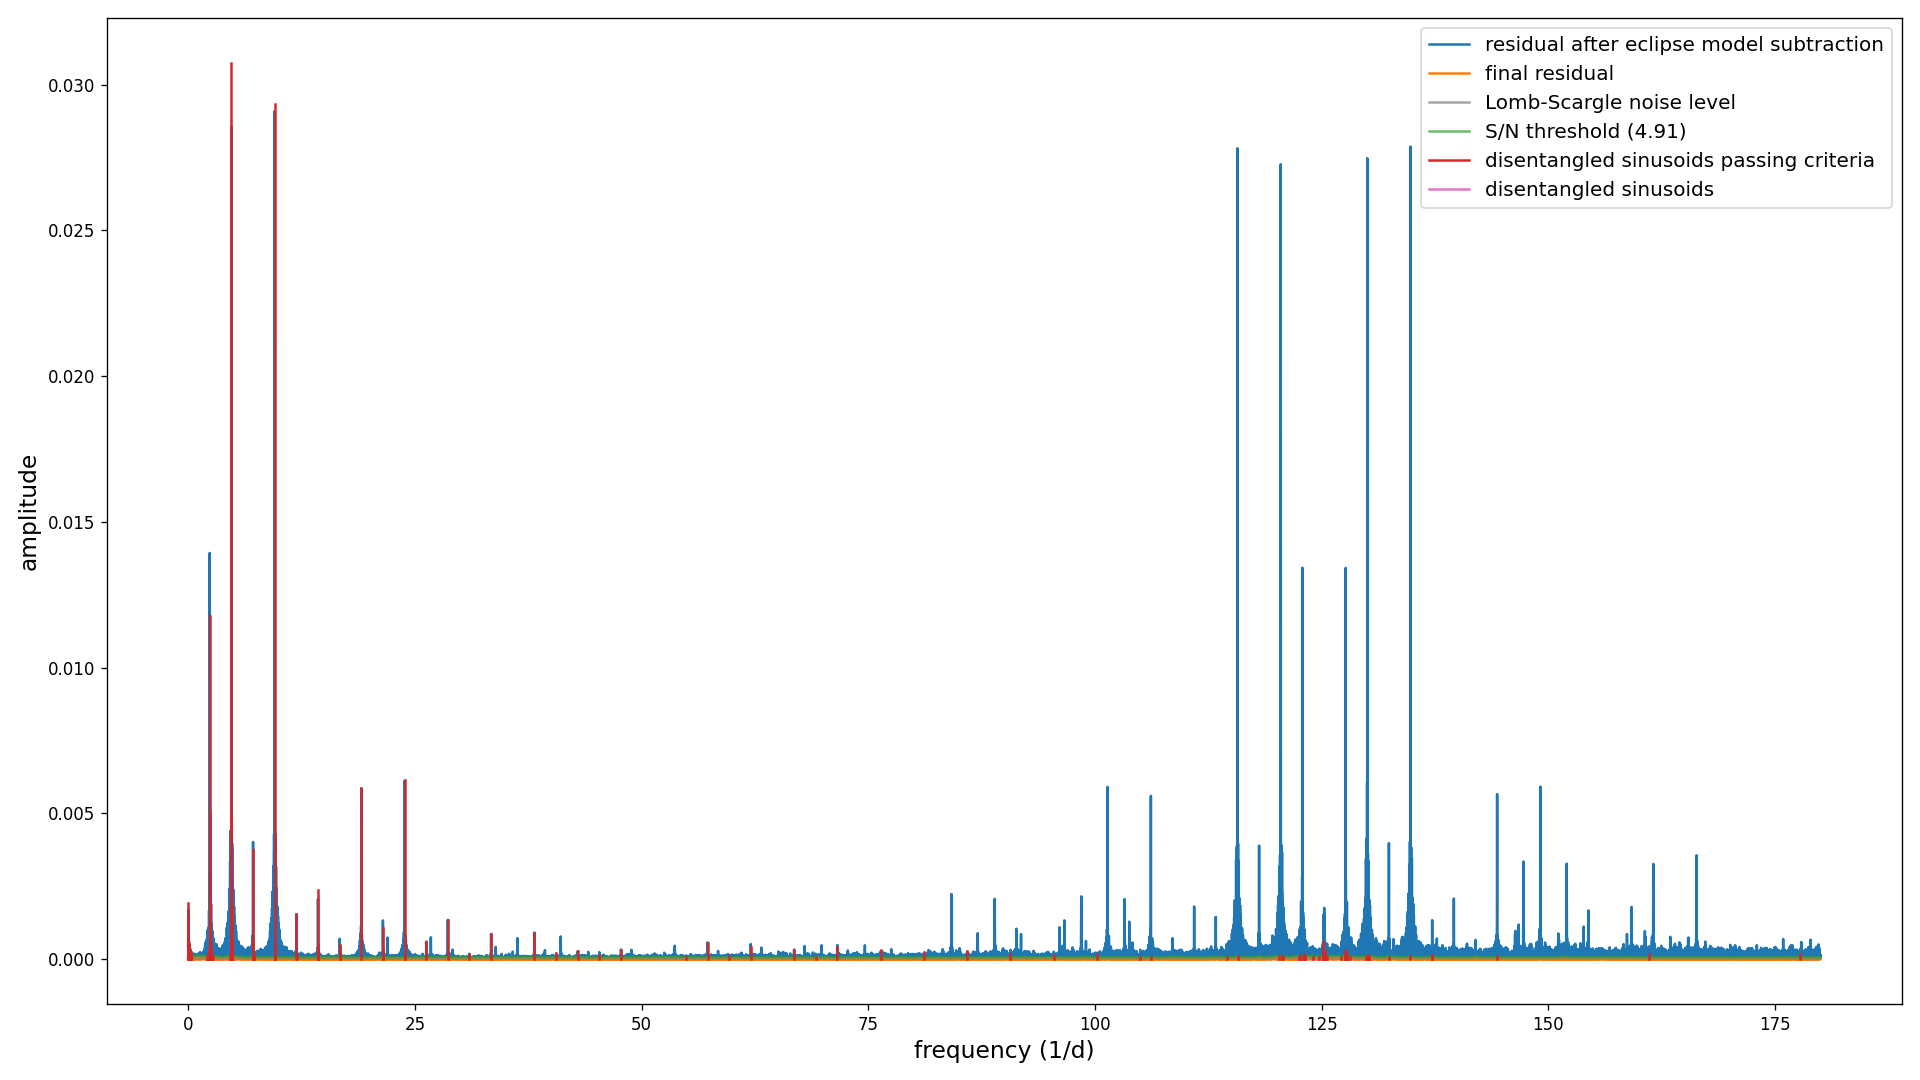 residual after eclipse model subtraction
final residual
Lomb-Scargle noise level
S/N threshold (4.91)
disentangled sinusoids passing criteria
disentangled sinusoids
0.030
0.025
0.020
0.015
0.010
0.005
0.000
amplitude
0 25 50 75 100 125 150 175
frequency (1/d)